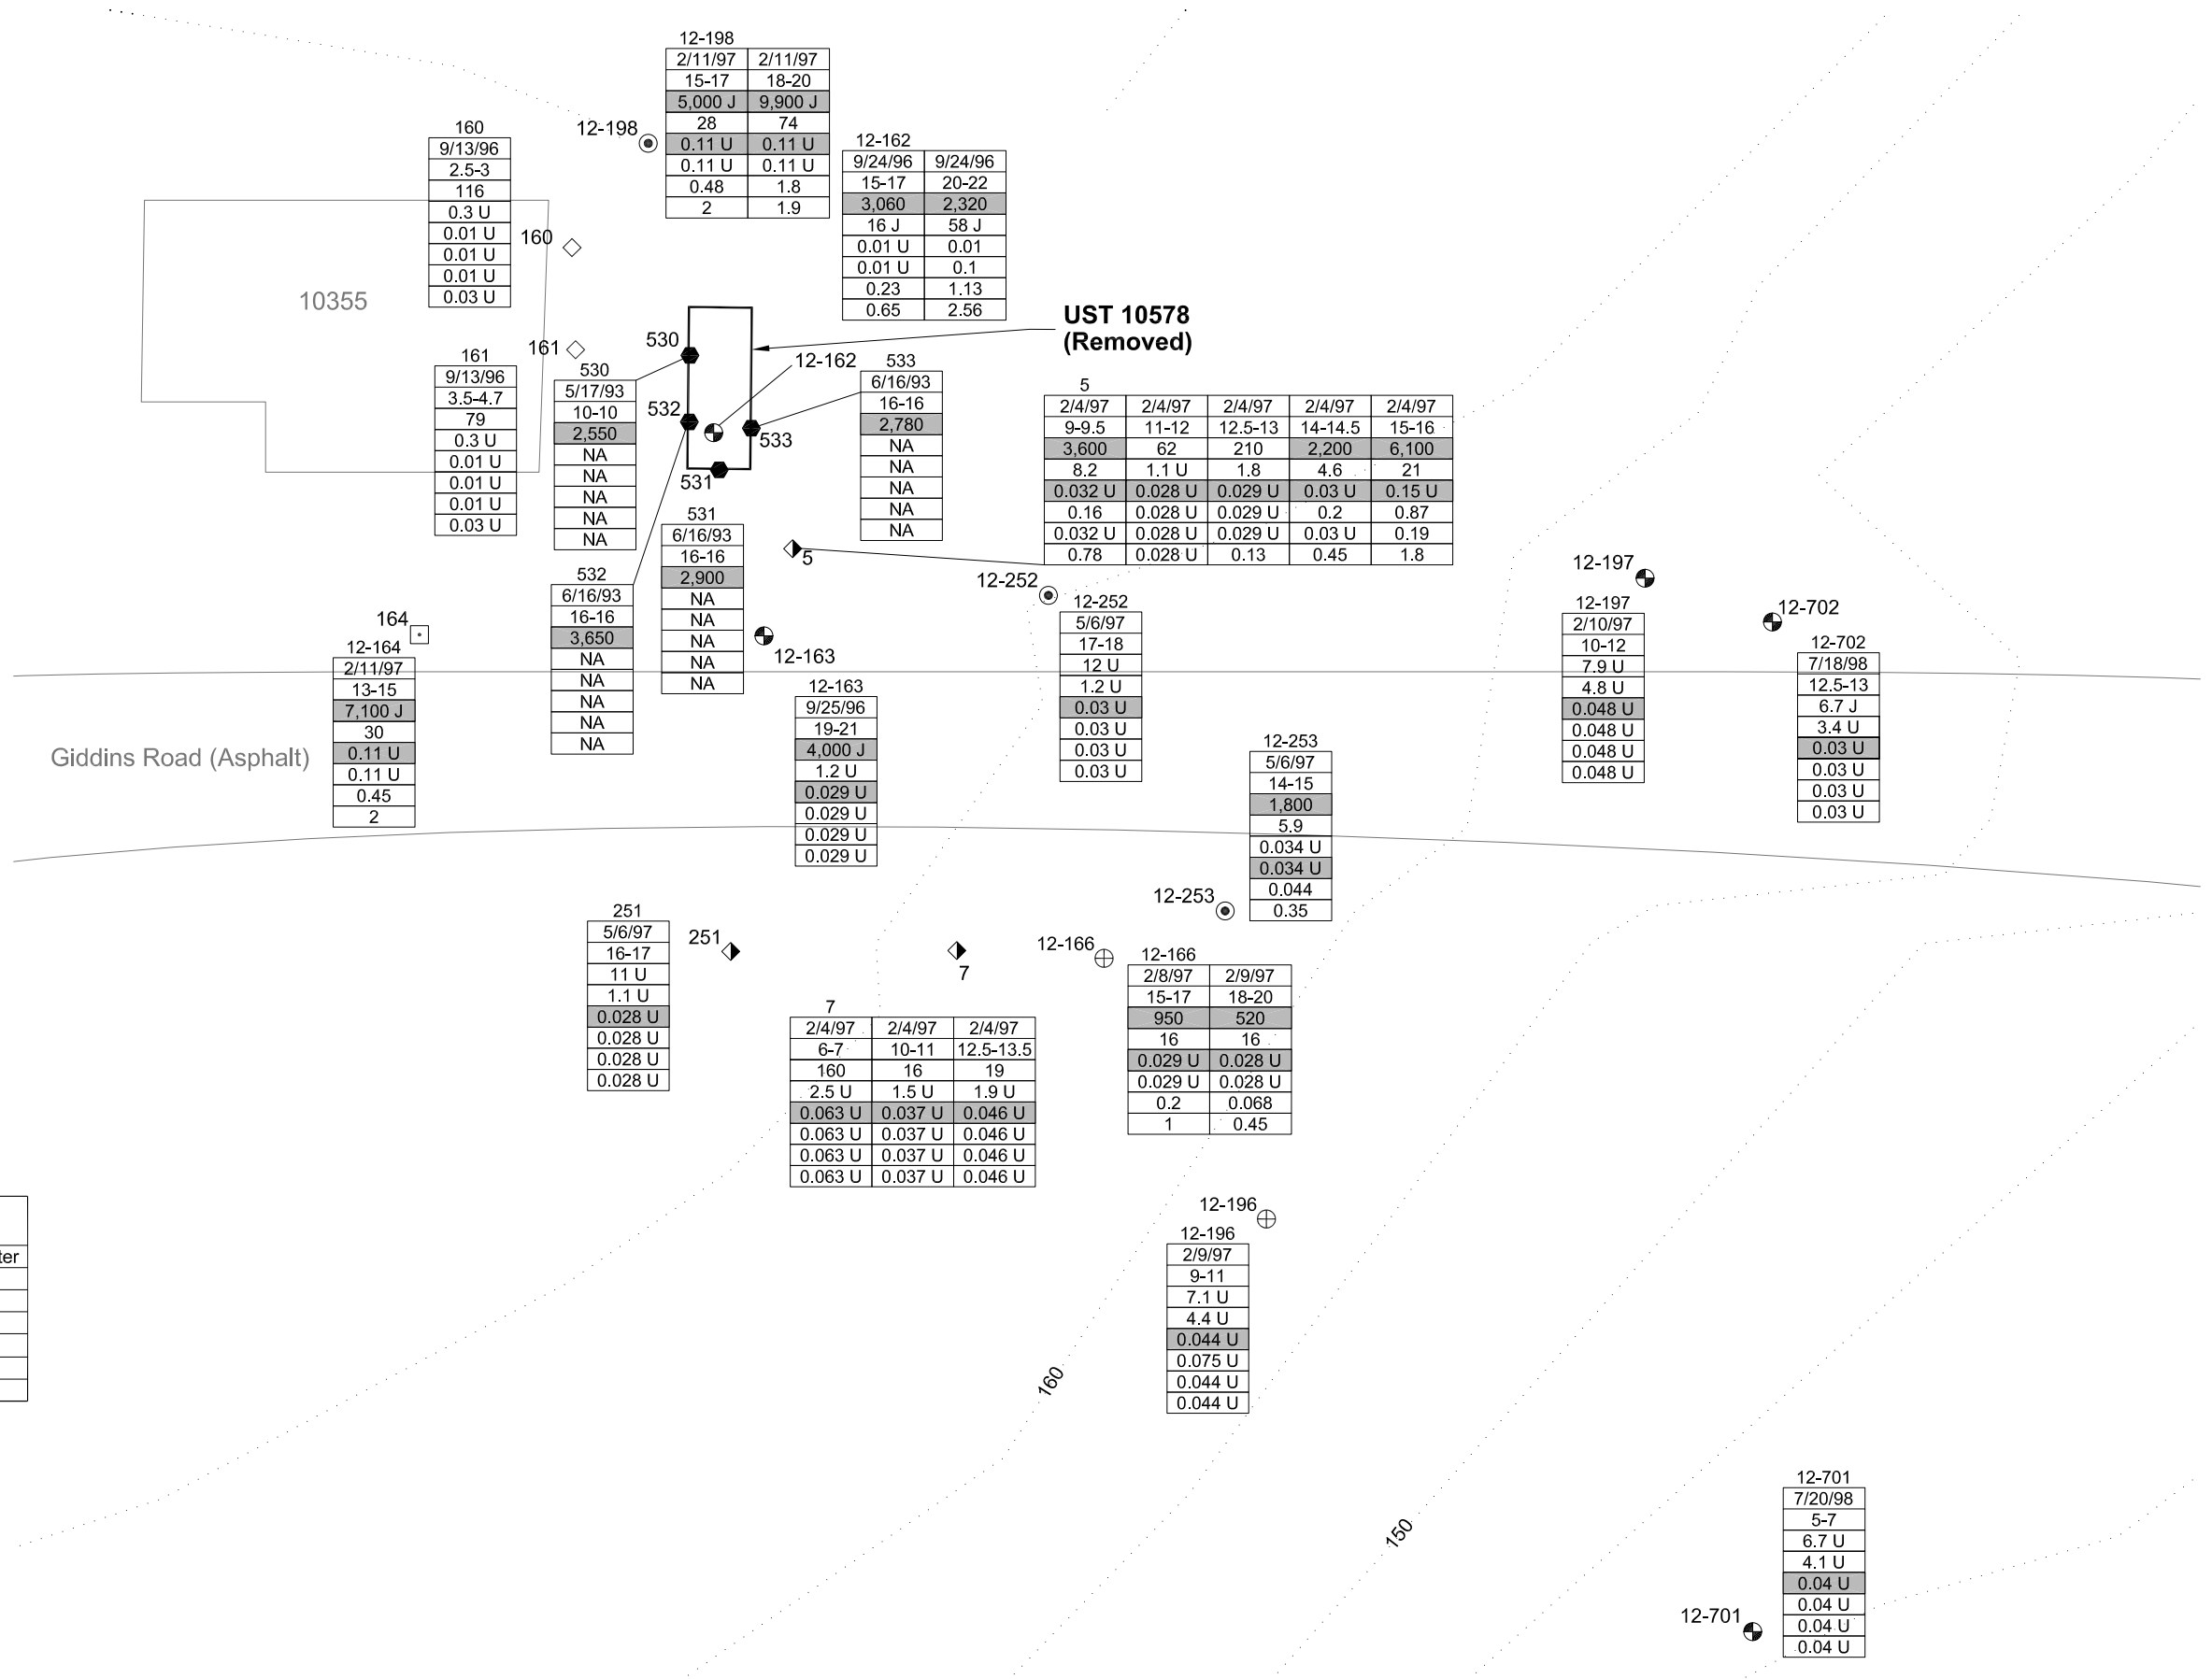 12-198
2/11/97 2/11/97
15-17 18-20
5,000 J 9,900 J
28 74
0.11 U 0.11 U
0.11 U 0.11 U
0.48 1.8
2 1.9
12-198
160
9/13/96
2.5-3
116
0.3 U
0.01 U
0.01 U
0.01 U
0.03 U
160
12-162
9/24/96 9/24/96
15-17 20-22
3,060 2,320
16 J 58 J
0.01 U 0.01
0.01 U 0.1
0.23 1.13
0.65 2.56
10355
UST 10578
(Removed)
161
161
9/13/96
3.5-4.7
79
0.3 U
0.01 U
0.01 U
0.01 U
0.03 U
530
530
5/17/93
10-10
2,550
NA
NA
NA
NA
NA
12-162
532
533
531
533
6/16/93
16-16
2,780
NA
NA
NA
NA
NA
5
2/4/97 2/4/97 2/4/97 2/4/97 2/4/97
9-9.5 11-12 12.5-13 14-14.5 15-16
3,600 62 210 2,200 6,100
8.2 1.1 U 1.8 4.6 21
0.032 U 0.028 U 0.029 U 0.03 U 0.15 U
0.16 0.028 U 0.029 U 0.2 0.87
0.032 U 0.028 U 0.029 U 0.03 U 0.19
0.78 0.028 U 0.13 0.45 1.8
5
531
6/16/93
16-16
2,900
NA
NA
NA
NA
NA
532
6/16/93
16-16
3,650
NA
NA
NA
NA
NA
164
12-164
2/11/97
13-15
7,100 J
30
0.11 U
0.11 U
0.45
2
12-163
12-163
9/25/96
19-21
4,000 J
1.2 U
0.029 U
0.029 U
0.029 U
0.029 U
12-252
12-252
5/6/97
17-18
12 U
1.2 U
0.03 U
0.03 U
0.03 U
0.03 U
12-197
12-197
2/10/97
10-12
7.9 U
4.8 U
0.048 U
0.048 U
0.048 U
0.048 U
12-702
12-702
7/18/98
12.5-13
6.7 J
3.4 U
0.03 U
0.03 U
0.03 U
0.03 U
Giddins Road (Asphalt)
12-253
5/6/97
14-15
1,800
5.9
0.034 U
0.034 U
0.044
0.35
12-253
251
5/6/97
16-17
11 U
1.1 U
0.028 U
0.028 U
0.028 U
0.028 U
251
7
7
2/4/97 2/4/97 2/4/97
6-7 10-11 12.5-13.5
160 16 19
2.5 U 1.5 U 1.9 U
0.063 U 0.037 U 0.046 U
0.063 U 0.037 U 0.046 U
0.063 U 0.037 U 0.046 U
0.063 U 0.037 U 0.046 U
12-166
12-166
2/8/97 2/9/97
15-17 18-20
950 520
16 16
0.029 U 0.028 U
0.029 U 0.028 U
0.2 0.068
1 0.45
12-196
12-196
2/9/97
9-11
7.1 U
4.4 U
0.044 U
0.075 U
0.044 U
0.044 U
ter
160
150
12-701
7/20/98
5-7
6.7 U
4.1 U
0.04 U
0.04 U
0.04 U
0.04 U
12-701